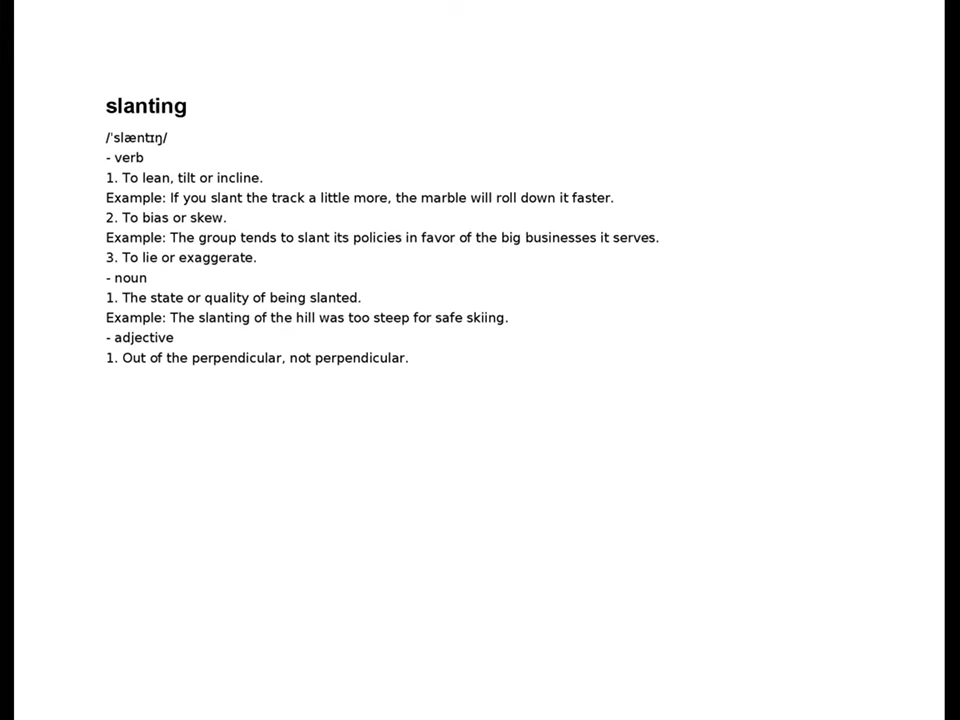 slanting
/ˈslæntɪŋ/
- verb
1. To lean, tilt or incline.
Example: If you slant the track a little more, the marble will roll down it faster.
2. To bias or skew.
Example: The group tends to slant its policies in favor of the big businesses it serves.
3. To lie or exaggerate.
- noun
1. The state or quality of being slanted.
Example: The slanting of the hill was too steep for safe skiing.
- adjective
1. Out of the perpendicular, not perpendicular.